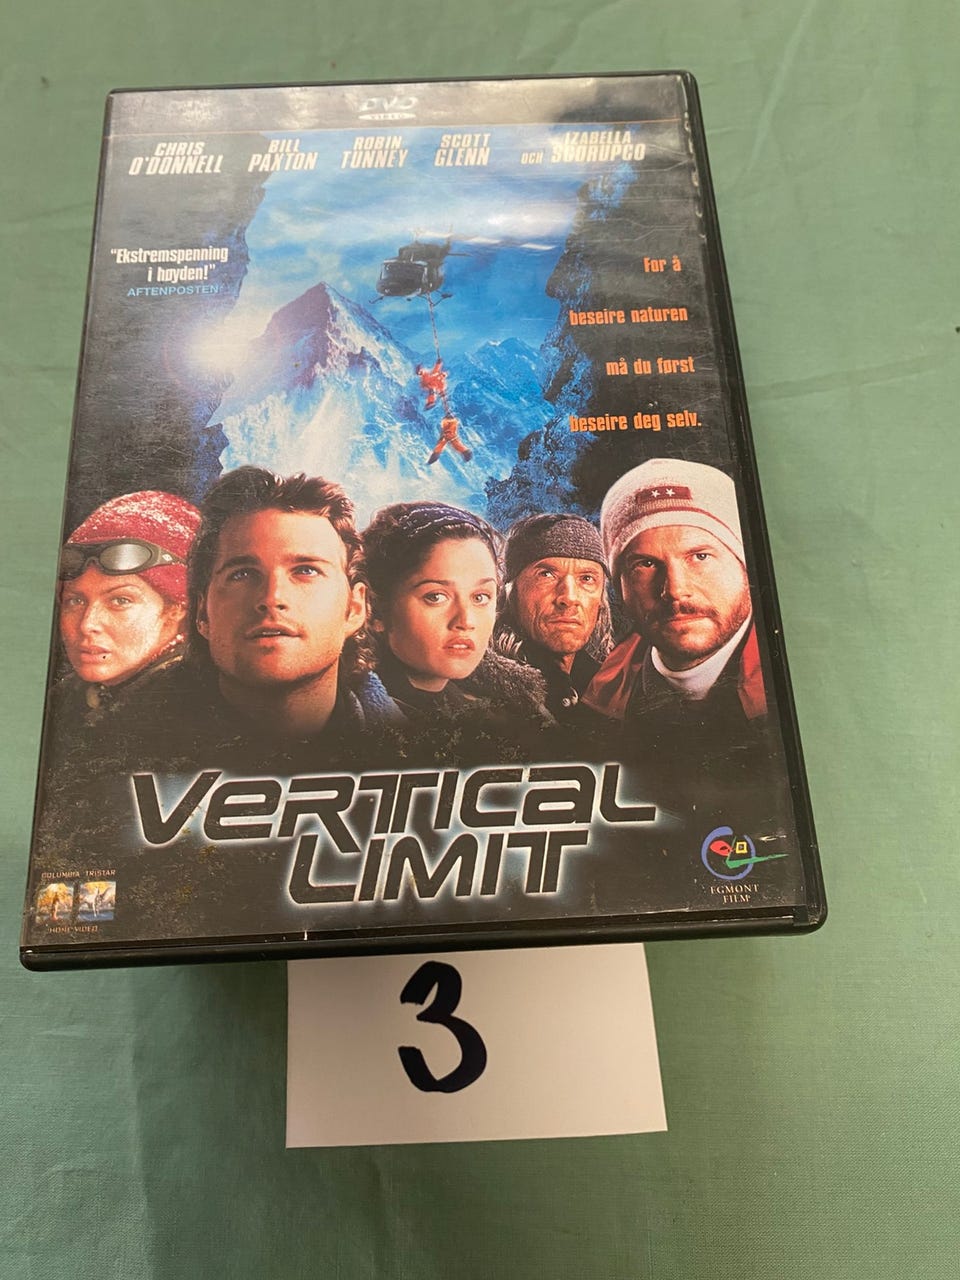 DVD
VIDEO
CHRIS
O'DONNELL
BILL
PAXTON
ROBIN
TUNNEY
SCOTT
GLENN
OCH
IZABELLA
SCORUPCO
"Ekstremspenning
i høyden!"
AFTENPOSTEN
For å
beseire naturen
må du først
beseire deg selv.
VERTICAL
LIMIT
COLUMBIA TRISTAR
HOME VIDEO
EGMONT
FILM
3